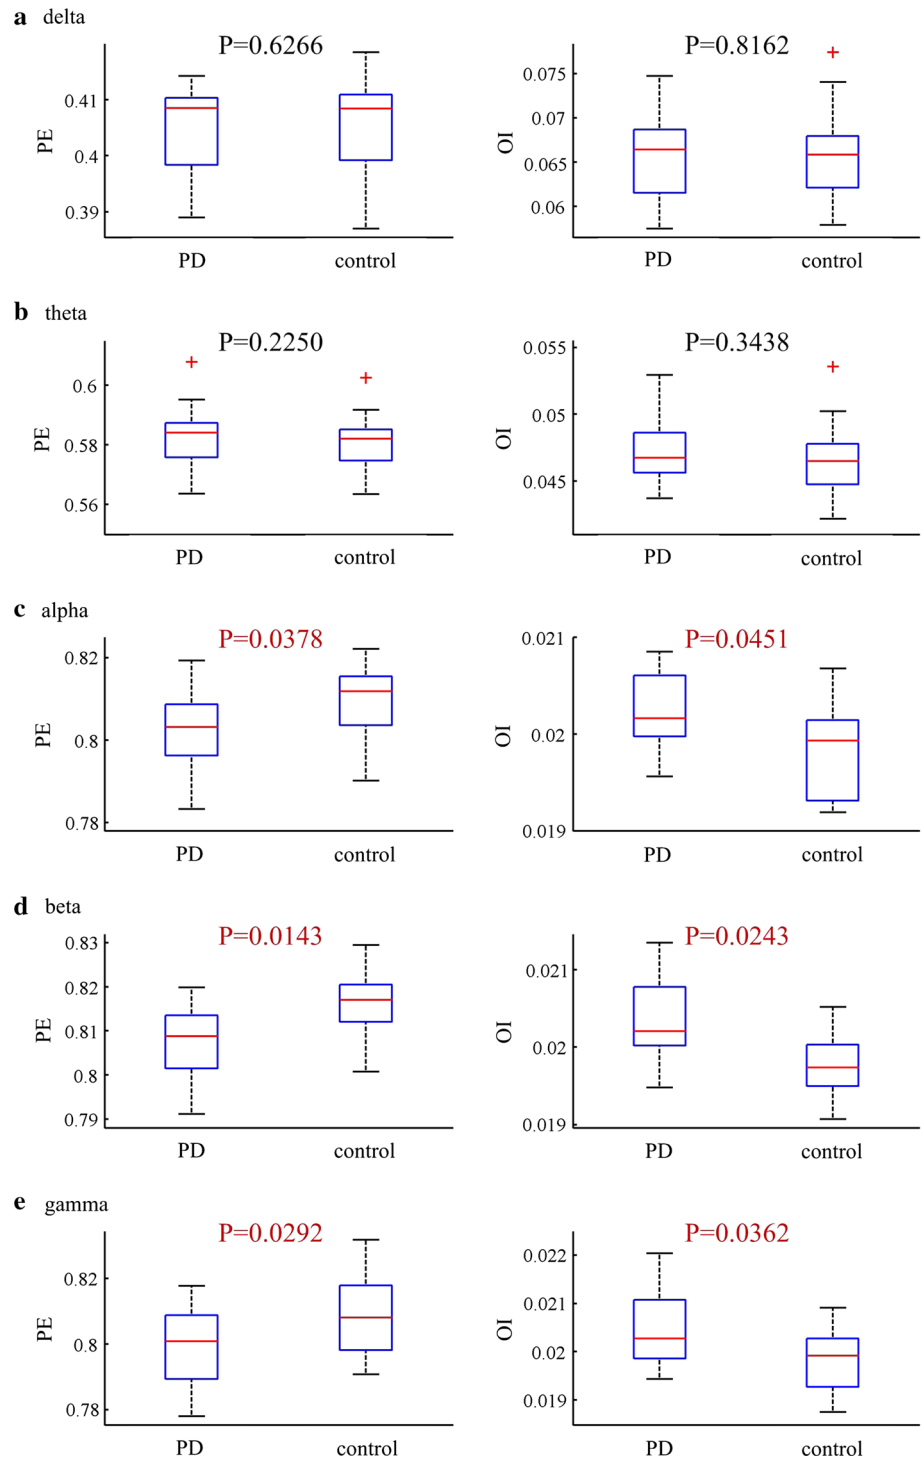 a delta
P=0.6266
P=0.8162
PE
0.41
0.4
0.39
PD control
OI
0.075
0.07
0.065
0.06
PD control
b theta
P=0.2250
P=0.3438
PE
0.6
0.58
0.56
PD control
OI
0.055
0.05
0.045
PD control
c alpha
P=0.0378
P=0.0451
PE
0.82
0.8
0.78
PD control
OI
0.021
0.02
0.019
PD control
d beta
P=0.0143
P=0.0243
PE
0.83
0.82
0.81
0.8
0.79
PD control
OI
0.021
0.02
0.019
PD control
e gamma
P=0.0292
P=0.0362
PE
0.82
0.8
0.78
PD control
OI
0.022
0.021
0.02
0.019
PD control